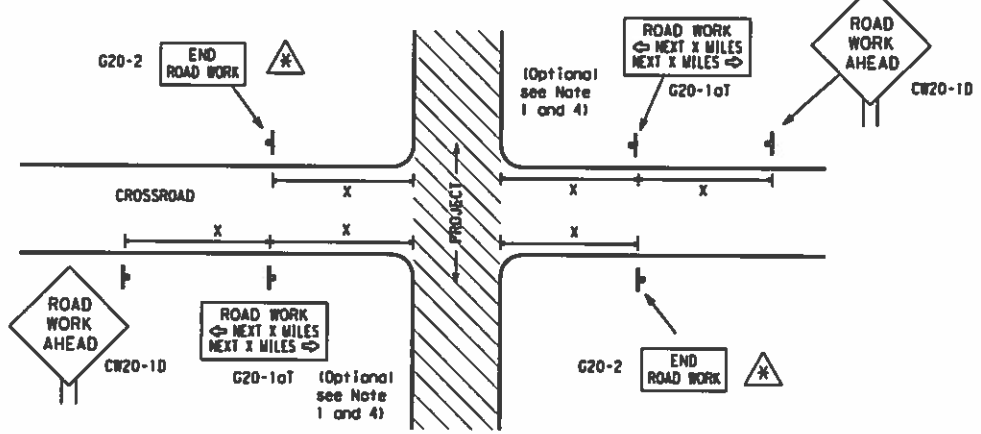 G20-2
END
ROAD WORK
*
(Optional
see Note
1 and 4)
ROAD WORK
⇦ NEXT X MILES
NEXT X MILES ⇨
G20-1aT
ROAD
WORK
AHEAD
CW20-1D
X
X
X
CROSSROAD
PROJECT
X
X
X
ROAD
WORK
AHEAD
CW20-1D
ROAD WORK
⇦ NEXT X MILES
NEXT X MILES ⇨
G20-1aT
(Optional
see Note
1 and 4)
G20-2
END
ROAD WORK
*